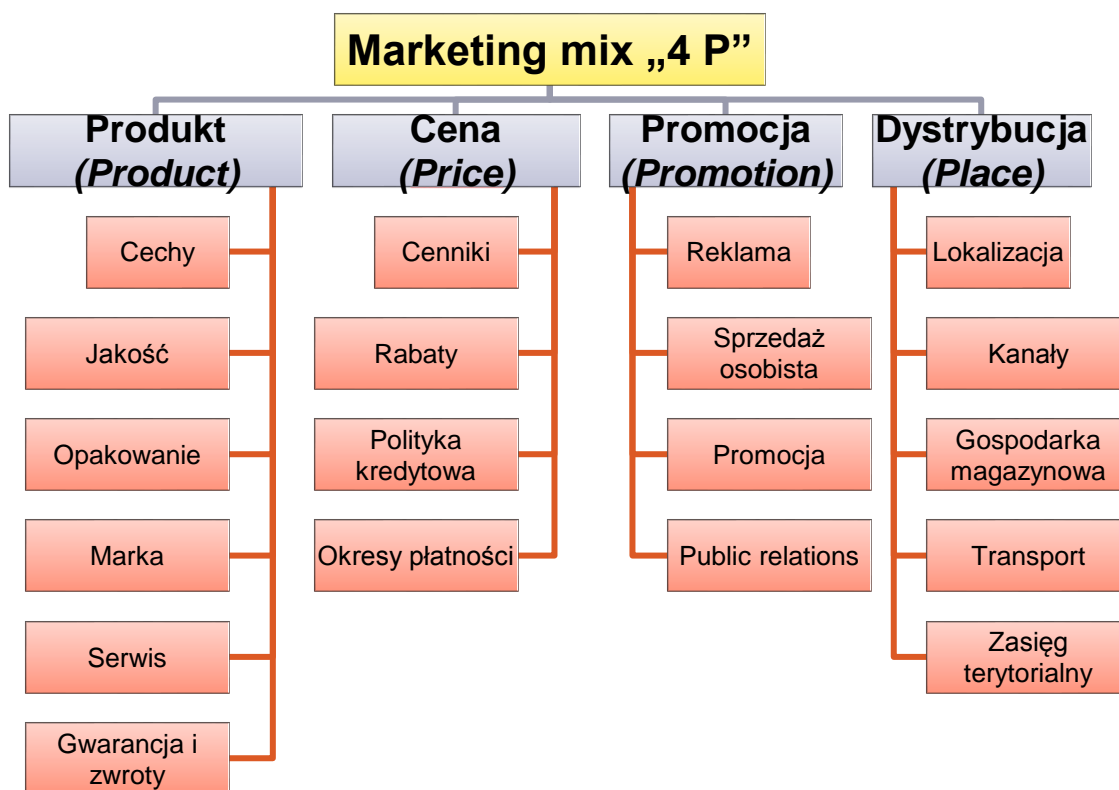 Marketing mix „4 P”
Produkt
(Product)
Cechy
Jakość
Opakowanie
Marka
Serwis
Gwarancja i
zwroty
Cena
(Price)
Cenniki
Rabaty
Polityka
kredytowa
Okresy płatności
Promocja
(Promotion)
Reklama
Sprzedaż
osobista
Promocja
Public relations
Dystrybucja
(Place)
Lokalizacja
Kanały
Gospodarka
magazynowa
Transport
Zasięg
terytorialny